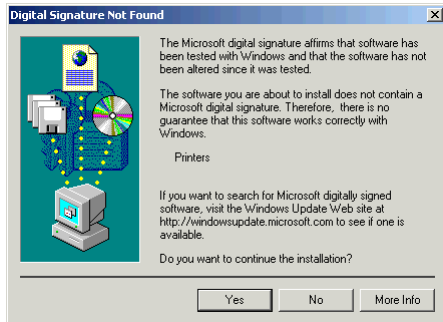 Digital Signature Not Found
The Microsoft digital signature affirms that software has
been tested with Windows and that the software has not
been altered since it was tested.
The software you are about to install does not contain a
Microsoft digital signature. Therefore, there is no
guarantee that this software works correctly with
Windows.
Printers
If you want to search for Microsoft digitally signed
software, visit the Windows Update Web site at
http://windowsupdate.microsoft.com to see if one is
available.
Do you want to continue the installation?
Yes No More Info